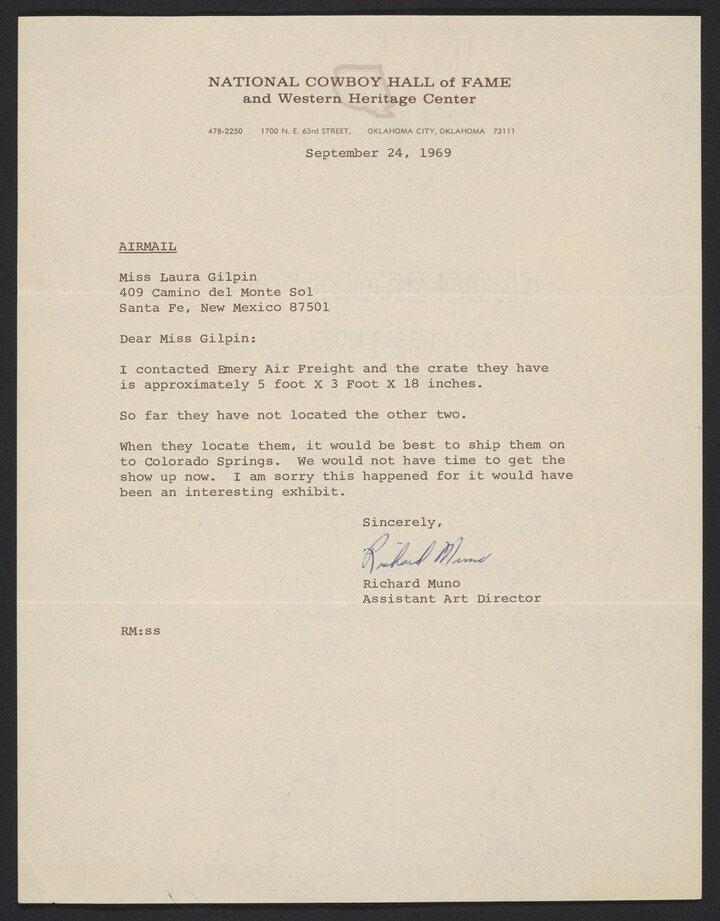 NATIONAL COWBOY HALL of FAME
and Western Heritage Center
478-2250 1700 N. E. 63rd STREET, OKLAHOMA CITY, OKLAHOMA 73111
September 24, 1969
AIRMAIL
Miss Laura Gilpin
409 Camino del Monte Sol
Santa Fe, New Mexico 87501
Dear Miss Gilpin:
I contacted Emery Air Freight and the crate they have
is approximately 5 foot X 3 Foot X 18 inches.
So far they have not located the other two.
When they locate them, it would be best to ship them on
to Colorado Springs. We would not have time to get the
show up now. I am sorry this happened for it would have
been an interesting exhibit.
Sincerely,
Richard Muno
Richard Muno
Assistant Art Director
RM:ss